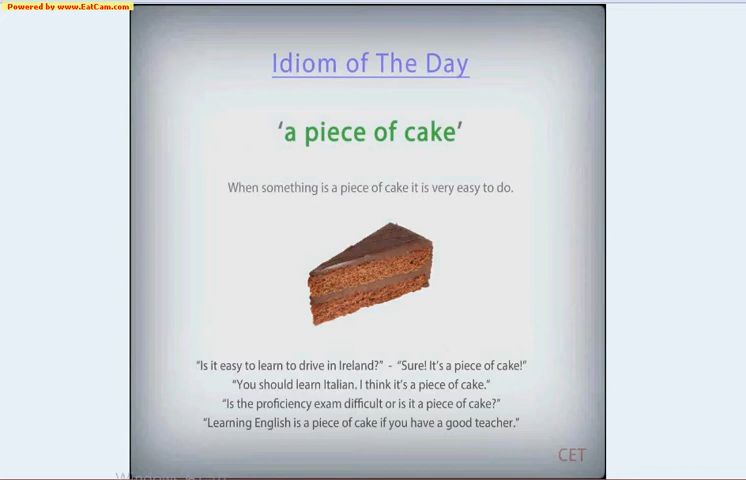 Powered by www.EatCam.com
Idiom of The Day
‘a piece of cake’
When something is a piece of cake it is very easy to do.
“Is it easy to learn to drive in Ireland?” - “Sure! It’s a piece of cake!”
“You should learn Italian. I think it’s a piece of cake.”
“Is the proficiency exam difficult or is it a piece of cake?”
“Learning English is a piece of cake if you have a good teacher.”
CET